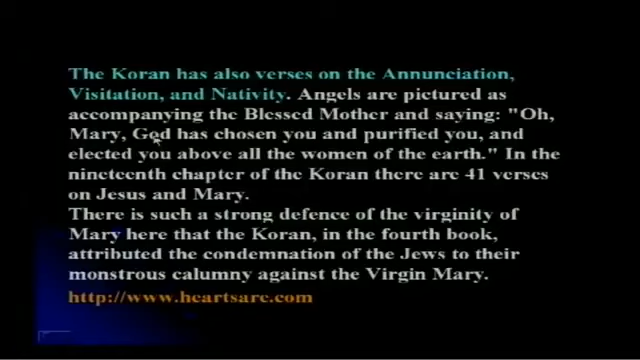 The Koran has also verses on the Annunciation,
Visitation, and Nativity. Angels are pictured as
accompanying the Blessed Mother and saying: "Oh,
Mary, God has chosen you and purified you, and
elected you above all the women of the earth." In the
nineteenth chapter of the Koran there are 41 verses
on Jesus and Mary.
There is such a strong defence of the virginity of
Mary here that the Koran, in the fourth book,
attributed the condemnation of the Jews to their
monstrous calumny against the Virgin Mary.
http://www.heartsare.com